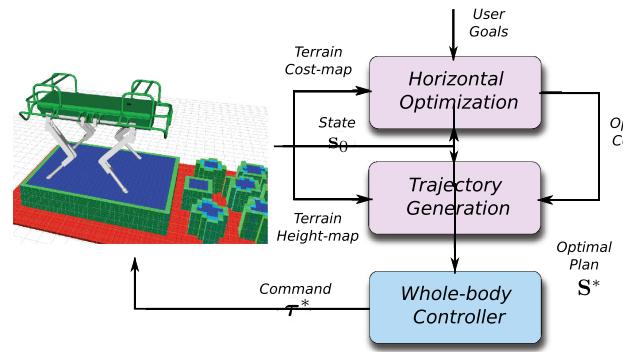 User
Goals
Terrain
Cost-map
Horizontal
Optimization
State
s₀
Trajectory
Generation
Terrain
Height-map
Optimal
Plan
S*
Command
τ*
Whole-body
Controller